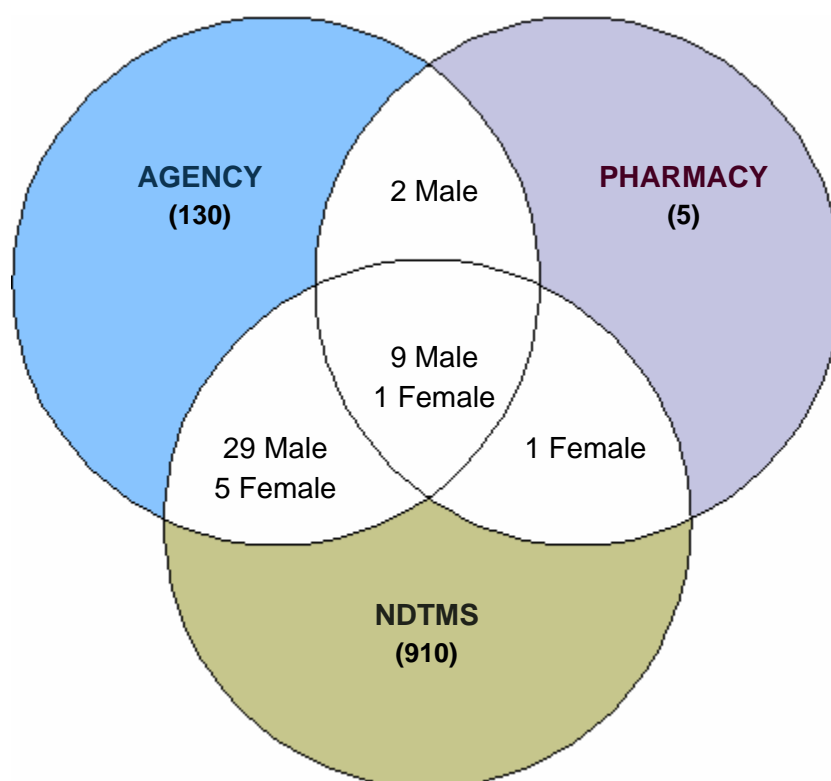 AGENCY
(130)
PHARMACY
(5)
2 Male
9 Male
1 Female
29 Male
5 Female
1 Female
NDTMS
(910)